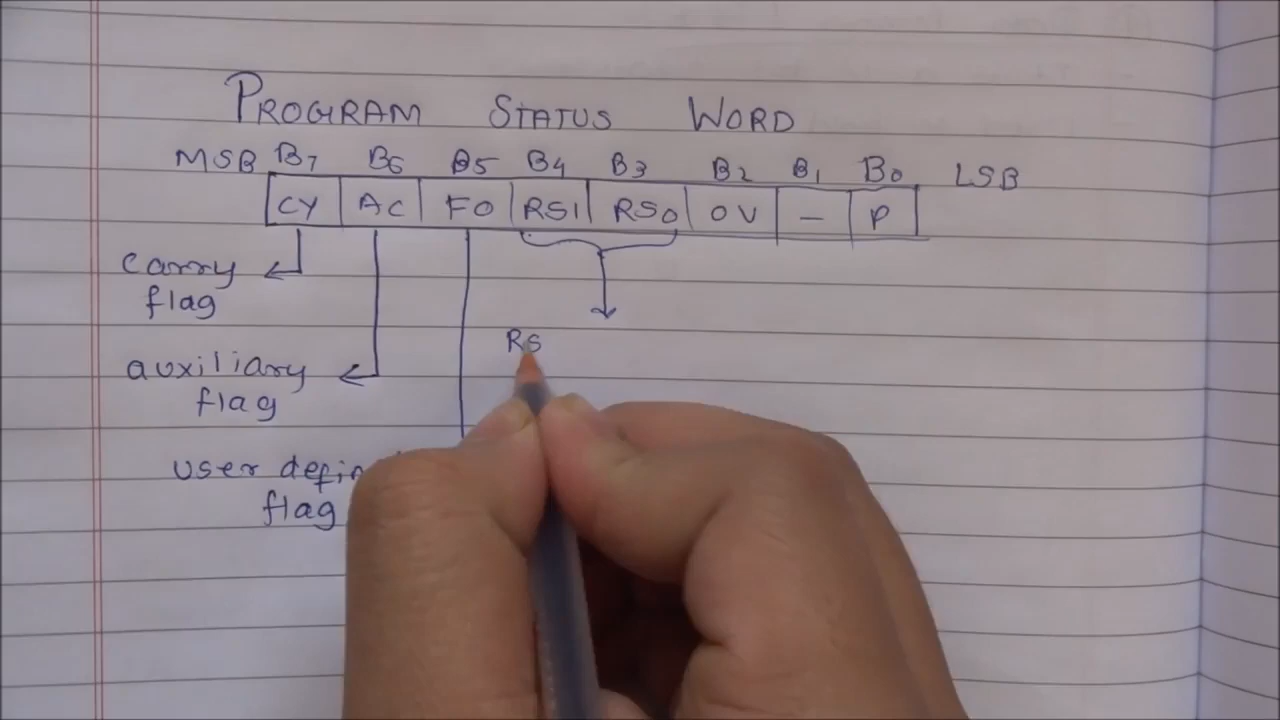 PROGRAM STATUS WORD
MSB B7 B6 B5 B4 B3 B2 B1 B0 LSB
CY AC F0 RS1 RS0 OV — P
carry
flag
RS
auxiliary
flag
user defin
flag